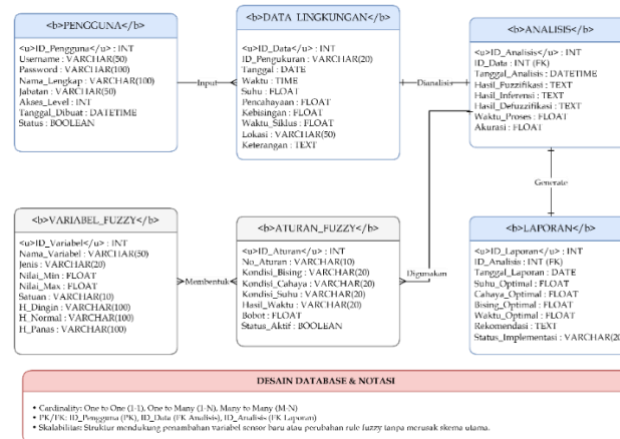 <b>PENGGUNA</b>
<u>ID_Pengguna</u> : INT
Username : VARCHAR(50)
Password : VARCHAR(100)
Nama_Lengkap : VARCHAR(100)
Jabatan : VARCHAR(50)
Akses_Level : INT
Tanggal_Dibuat : DATETIME
Status : BOOLEAN
Input
<b>DATA LINGKUNGAN</b>
<u>ID_Data</u> : INT
ID_Pengukuran : VARCHAR(20)
Tanggal : DATE
Waktu : TIME
Suhu : FLOAT
Pencahayaan : FLOAT
Kebisingan : FLOAT
Waktu_Siklus : FLOAT
Lokasi : VARCHAR(50)
Keterangan : TEXT
Dianalisis
<b>ANALISIS</b>
<u>ID_Analisis</u> : INT
ID_Data : INT (FK)
Tanggal_Analisis : DATETIME
Hasil_Fuzzifikasi : TEXT
Hasil_Inferensi : TEXT
Hasil_Defuzzifikasi : TEXT
Waktu_Proses : FLOAT
Akurasi : FLOAT
Generate
<b>VARIABEL_FUZZY</b>
<u>ID_Variabel</u> : INT
Nama_Variabel : VARCHAR(50)
Jenis : VARCHAR(20)
Nilai_Min : FLOAT
Nilai_Max : FLOAT
Satuan : VARCHAR(10)
H_Dingin : VARCHAR(100)
H_Normal : VARCHAR(100)
H_Panas : VARCHAR(100)
Membentuk
<b>ATURAN_FUZZY</b>
<u>ID_Aturan</u> : INT
No_Aturan : VARCHAR(10)
Kondisi_Bising : VARCHAR(20)
Kondisi_Cahaya : VARCHAR(20)
Kondisi_Suhu : VARCHAR(20)
Hasil_Waktu : VARCHAR(20)
Bobot : FLOAT
Status_Aktif : BOOLEAN
Digunakan
<b>LAPORAN</b>
<u>ID_Laporan</u> : INT
ID_Analisis : INT (FK)
Tanggal_Laporan : DATE
Suhu_Optimal : FLOAT
Cahaya_Optimal : FLOAT
Bising_Optimal : FLOAT
Waktu_Optimal : FLOAT
Rekomendasi : TEXT
Status_Implementasi : VARCHAR(20
DESAIN DATABASE & NOTASI
• Cardinality: One to One (1-1), One to Many (1-N), Many to Many (M-N)
• PK/FK: ID_Pengguna (PK), ID_Data (FK Analisis), ID_Analisis (FK Laporan)
• Skalabilitas: Struktur mendukung penambahan variabel sensor baru atau perubahan rule fuzzy tanpa merusak skema utama.